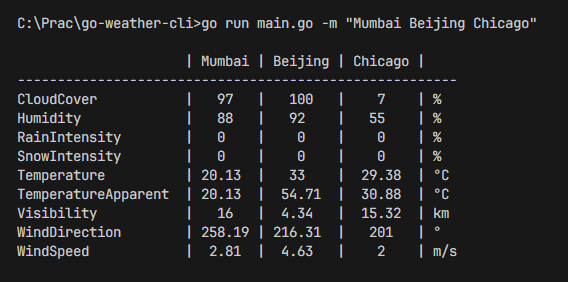 C:\Prac\go-weather-cli>go run main.go -m "Mumbai Beijing Chicago"
| Mumbai | Beijing | Chicago |
-------------------------------------------------------
CloudCover | 97 | 100 | 7 | %
Humidity | 88 | 92 | 55 | %
RainIntensity | 0 | 0 | 0 | %
SnowIntensity | 0 | 0 | 0 | %
Temperature | 20.13 | 33 | 29.38 | °C
TemperatureApparent | 20.13 | 54.71 | 30.88 | °C
Visibility | 16 | 4.34 | 15.32 | km
WindDirection | 258.19 | 216.31 | 201 | °
WindSpeed | 2.81 | 4.63 | 2 | m/s